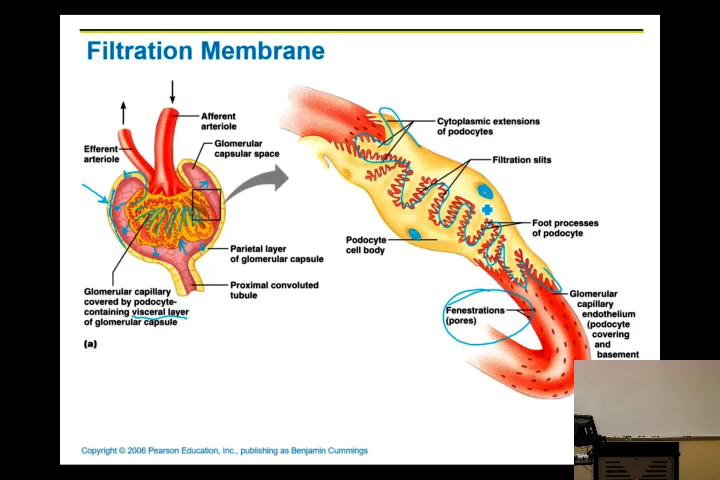 Filtration Membrane
Afferent
arteriole
Efferent
arteriole
Glomerular
capsular space
Parietal layer
of glomerular capsule
Proximal convoluted
tubule
Glomerular capillary
covered by podocyte-
containing visceral layer
of glomerular capsule
(a)
Cytoplasmic extensions
of podocytes
Filtration slits
Foot processes
of podocyte
Podocyte
cell body
Fenestrations
(pores)
Glomerular
capillary
endothelium
(podocyte
covering
and
basement
Copyright © 2006 Pearson Education, Inc., publishing as Benjamin Cummings